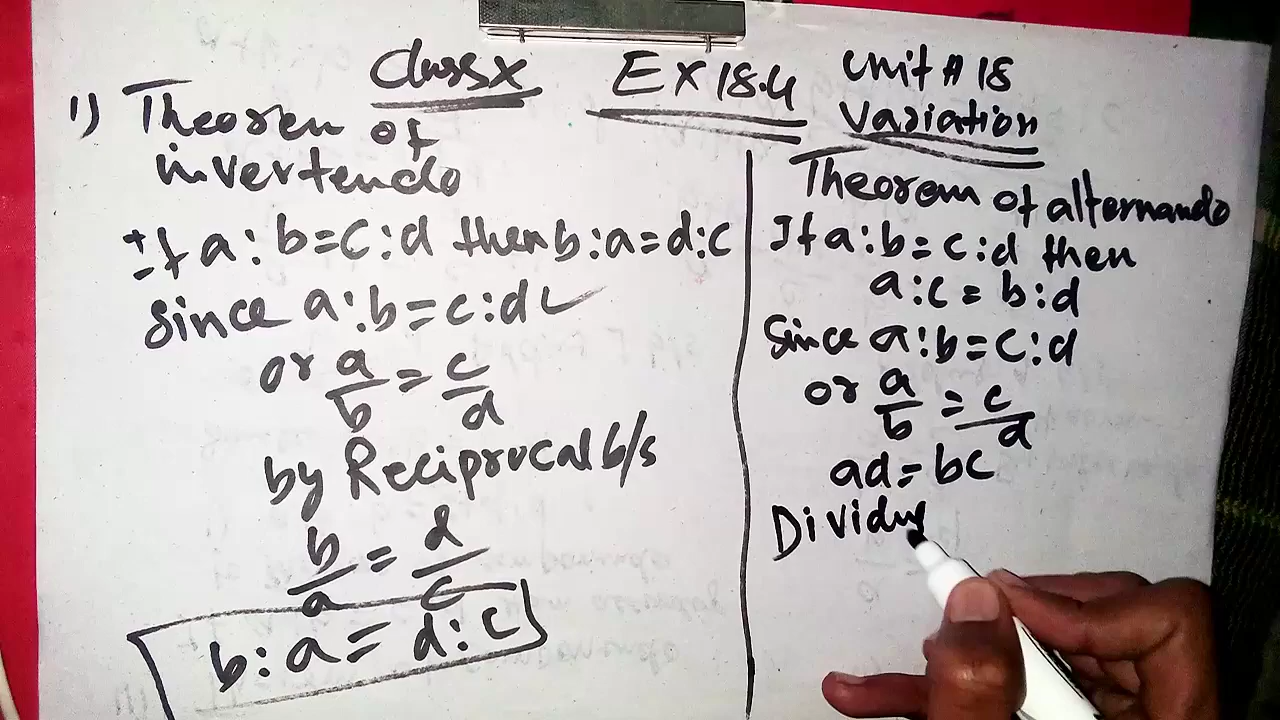 Class X Ex 18.4 Unit # 18
Variation
1) Theorem of
invertendo
If a:b=c:d then b:a=d:c
Since a:b=c:d
or a/b = c/d
by Reciprocal b/s
b/a = d/c
b:a=d:c
Theorem of alternando
If a:b=c:d then
a:c=b:d
Since a:b=c:d
or a/b = c/d
ad=bc